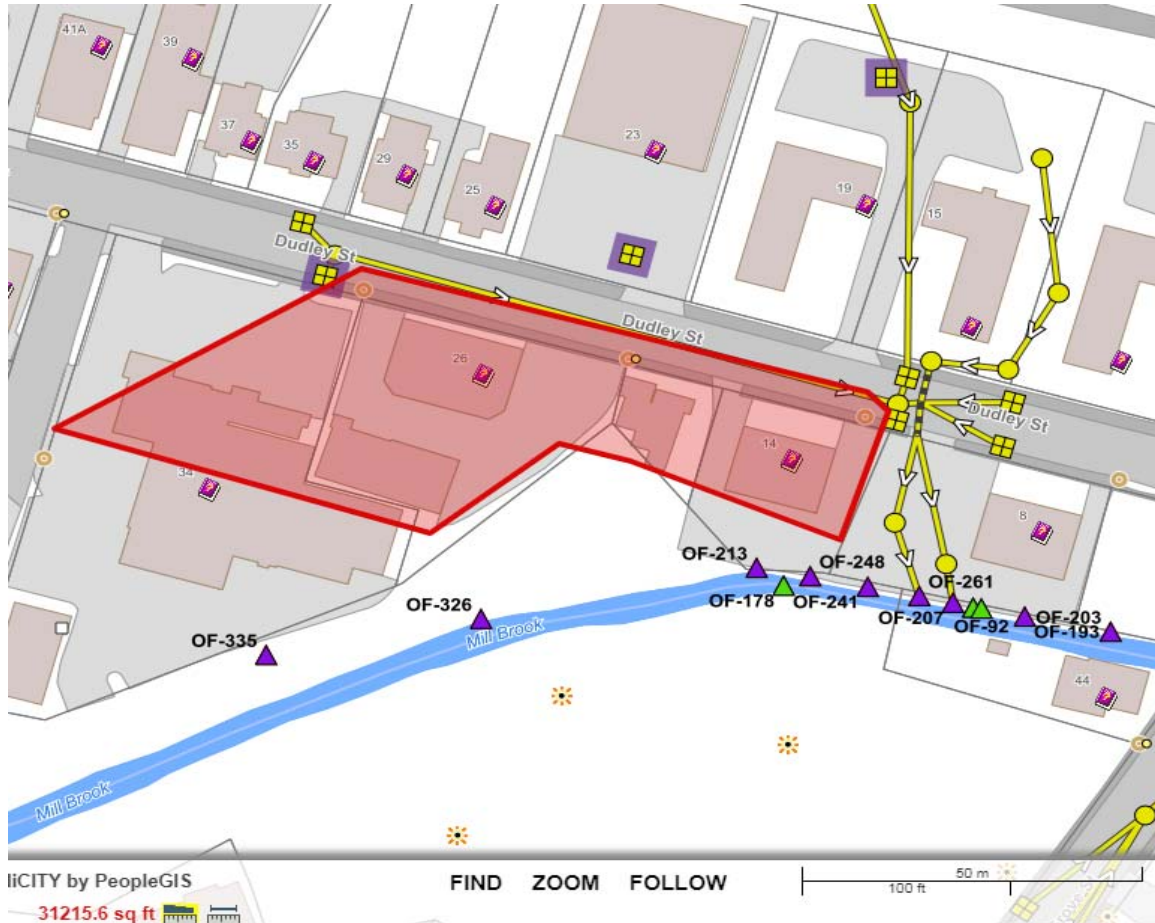 41A
39
37
35
29
25
23
19
15
Dudley St
Dudley St
Dudley St
26
14
34
8
OF-213
OF-248
OF-261
OF-178
OF-241
OF-207
OF-92
OF-203
OF-193
OF-326
Mill Brook
OF-335
44
Mill Brook
liCITY by PeopleGIS
FIND ZOOM FOLLOW
50 m
100 ft
31215.6 sq ft